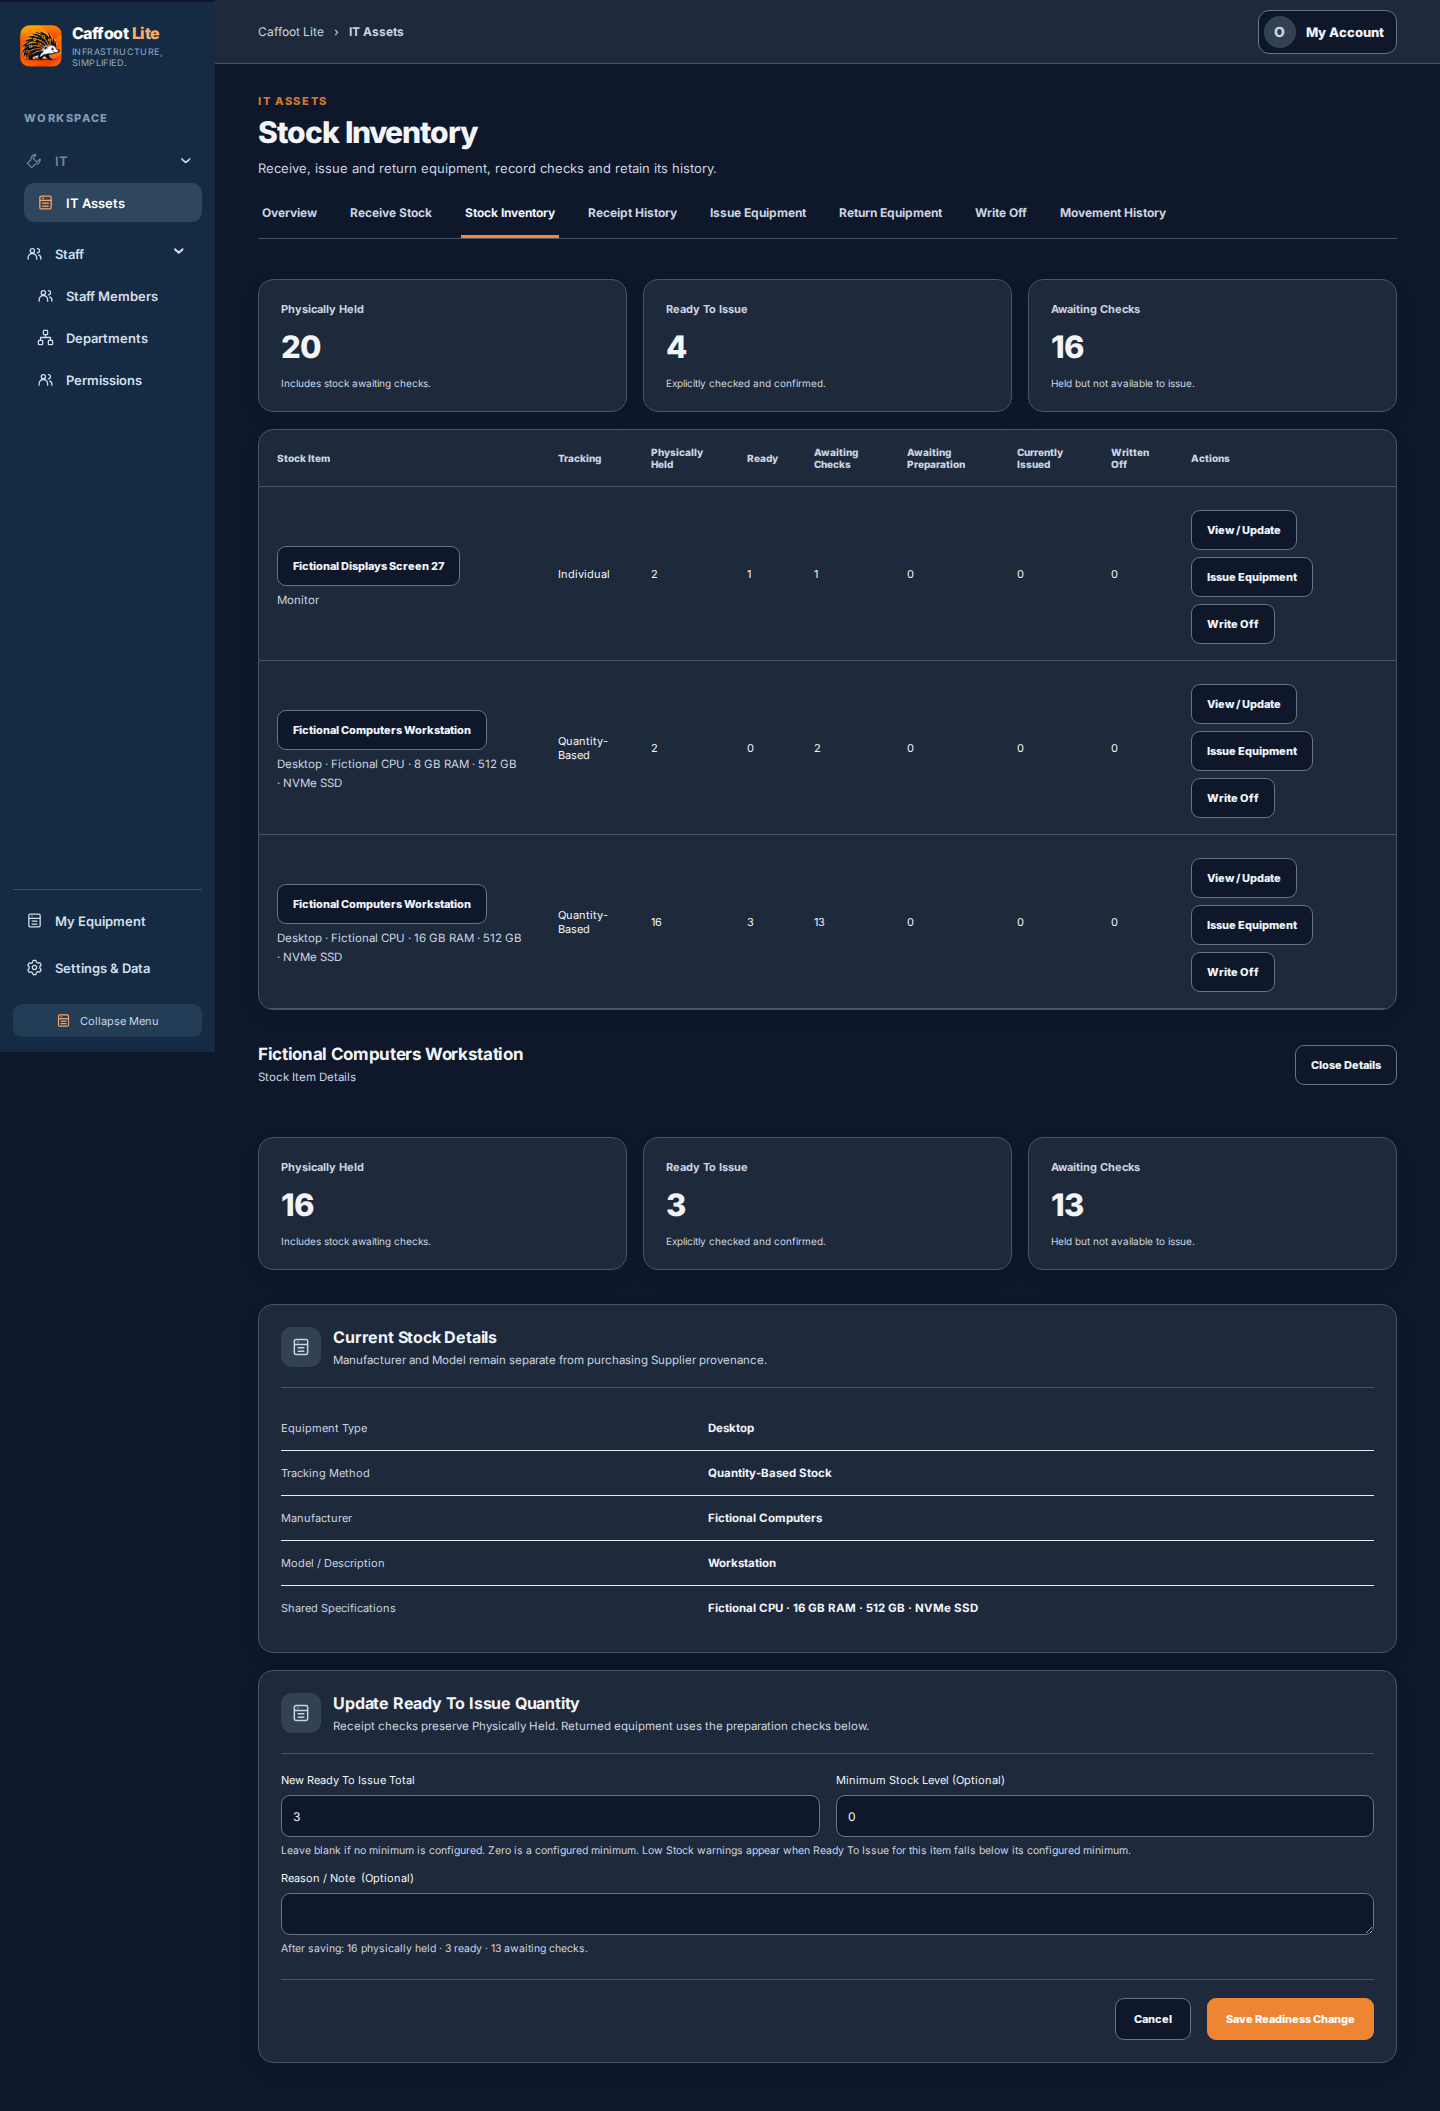 Caffoot Lite
INFRASTRUCTURE,
SIMPLIFIED.
WORKSPACE
IT
IT Assets
Staff
Staff Members
Departments
Permissions
My Equipment
Settings & Data
Collapse Menu
Caffoot Lite › IT Assets
O My Account
IT ASSETS
Stock Inventory
Receive, issue and return equipment, record checks and retain its history.
Overview Receive Stock Stock Inventory Receipt History Issue Equipment Return Equipment Write Off Movement History
Physically Held
20
Includes stock awaiting checks.
Ready To Issue
4
Explicitly checked and confirmed.
Awaiting Checks
16
Held but not available to issue.
Stock Item Tracking Physically Held Ready Awaiting Checks Awaiting Preparation Currently Issued Written Off Actions
Fictional Displays Screen 27
Monitor
Individual 2 1 1 0 0 0
View / Update
Issue Equipment
Write Off
Fictional Computers Workstation
Desktop · Fictional CPU · 8 GB RAM · 512 GB
· NVMe SSD
Quantity-
Based
2 0 2 0 0 0
View / Update
Issue Equipment
Write Off
Fictional Computers Workstation
Desktop · Fictional CPU · 16 GB RAM · 512 GB
· NVMe SSD
Quantity-
Based
16 3 13 0 0 0
View / Update
Issue Equipment
Write Off
Fictional Computers Workstation
Stock Item Details
Close Details
Physically Held
16
Includes stock awaiting checks.
Ready To Issue
3
Explicitly checked and confirmed.
Awaiting Checks
13
Held but not available to issue.
Current Stock Details
Manufacturer and Model remain separate from purchasing Supplier provenance.
Equipment Type Desktop
Tracking Method Quantity-Based Stock
Manufacturer Fictional Computers
Model / Description Workstation
Shared Specifications Fictional CPU · 16 GB RAM · 512 GB · NVMe SSD
Update Ready To Issue Quantity
Receipt checks preserve Physically Held. Returned equipment uses the preparation checks below.
New Ready To Issue Total Minimum Stock Level (Optional)
3 0
Leave blank if no minimum is configured. Zero is a configured minimum. Low Stock warnings appear when Ready To Issue for this item falls below its configured minimum.
Reason / Note (Optional)
After saving: 16 physically held · 3 ready · 13 awaiting checks.
Cancel Save Readiness Change